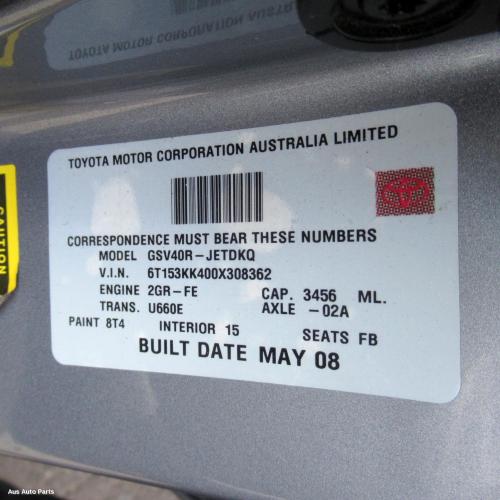 TOYOTA MOTOR CORPORATION AUSTRALIA LIMITED
CORRESPONDENCE MUST BEAR THESE NUMBERS
MODEL GSV40R-JETDKQ
V.I.N. 6T153KK400X308362
ENGINE 2GR-FE CAP. 3456 ML.
TRANS. U660E AXLE -02A
PAINT 8T4 INTERIOR 15 SEATS FB
BUILT DATE MAY 08
CAUTION
Aus Auto Parts